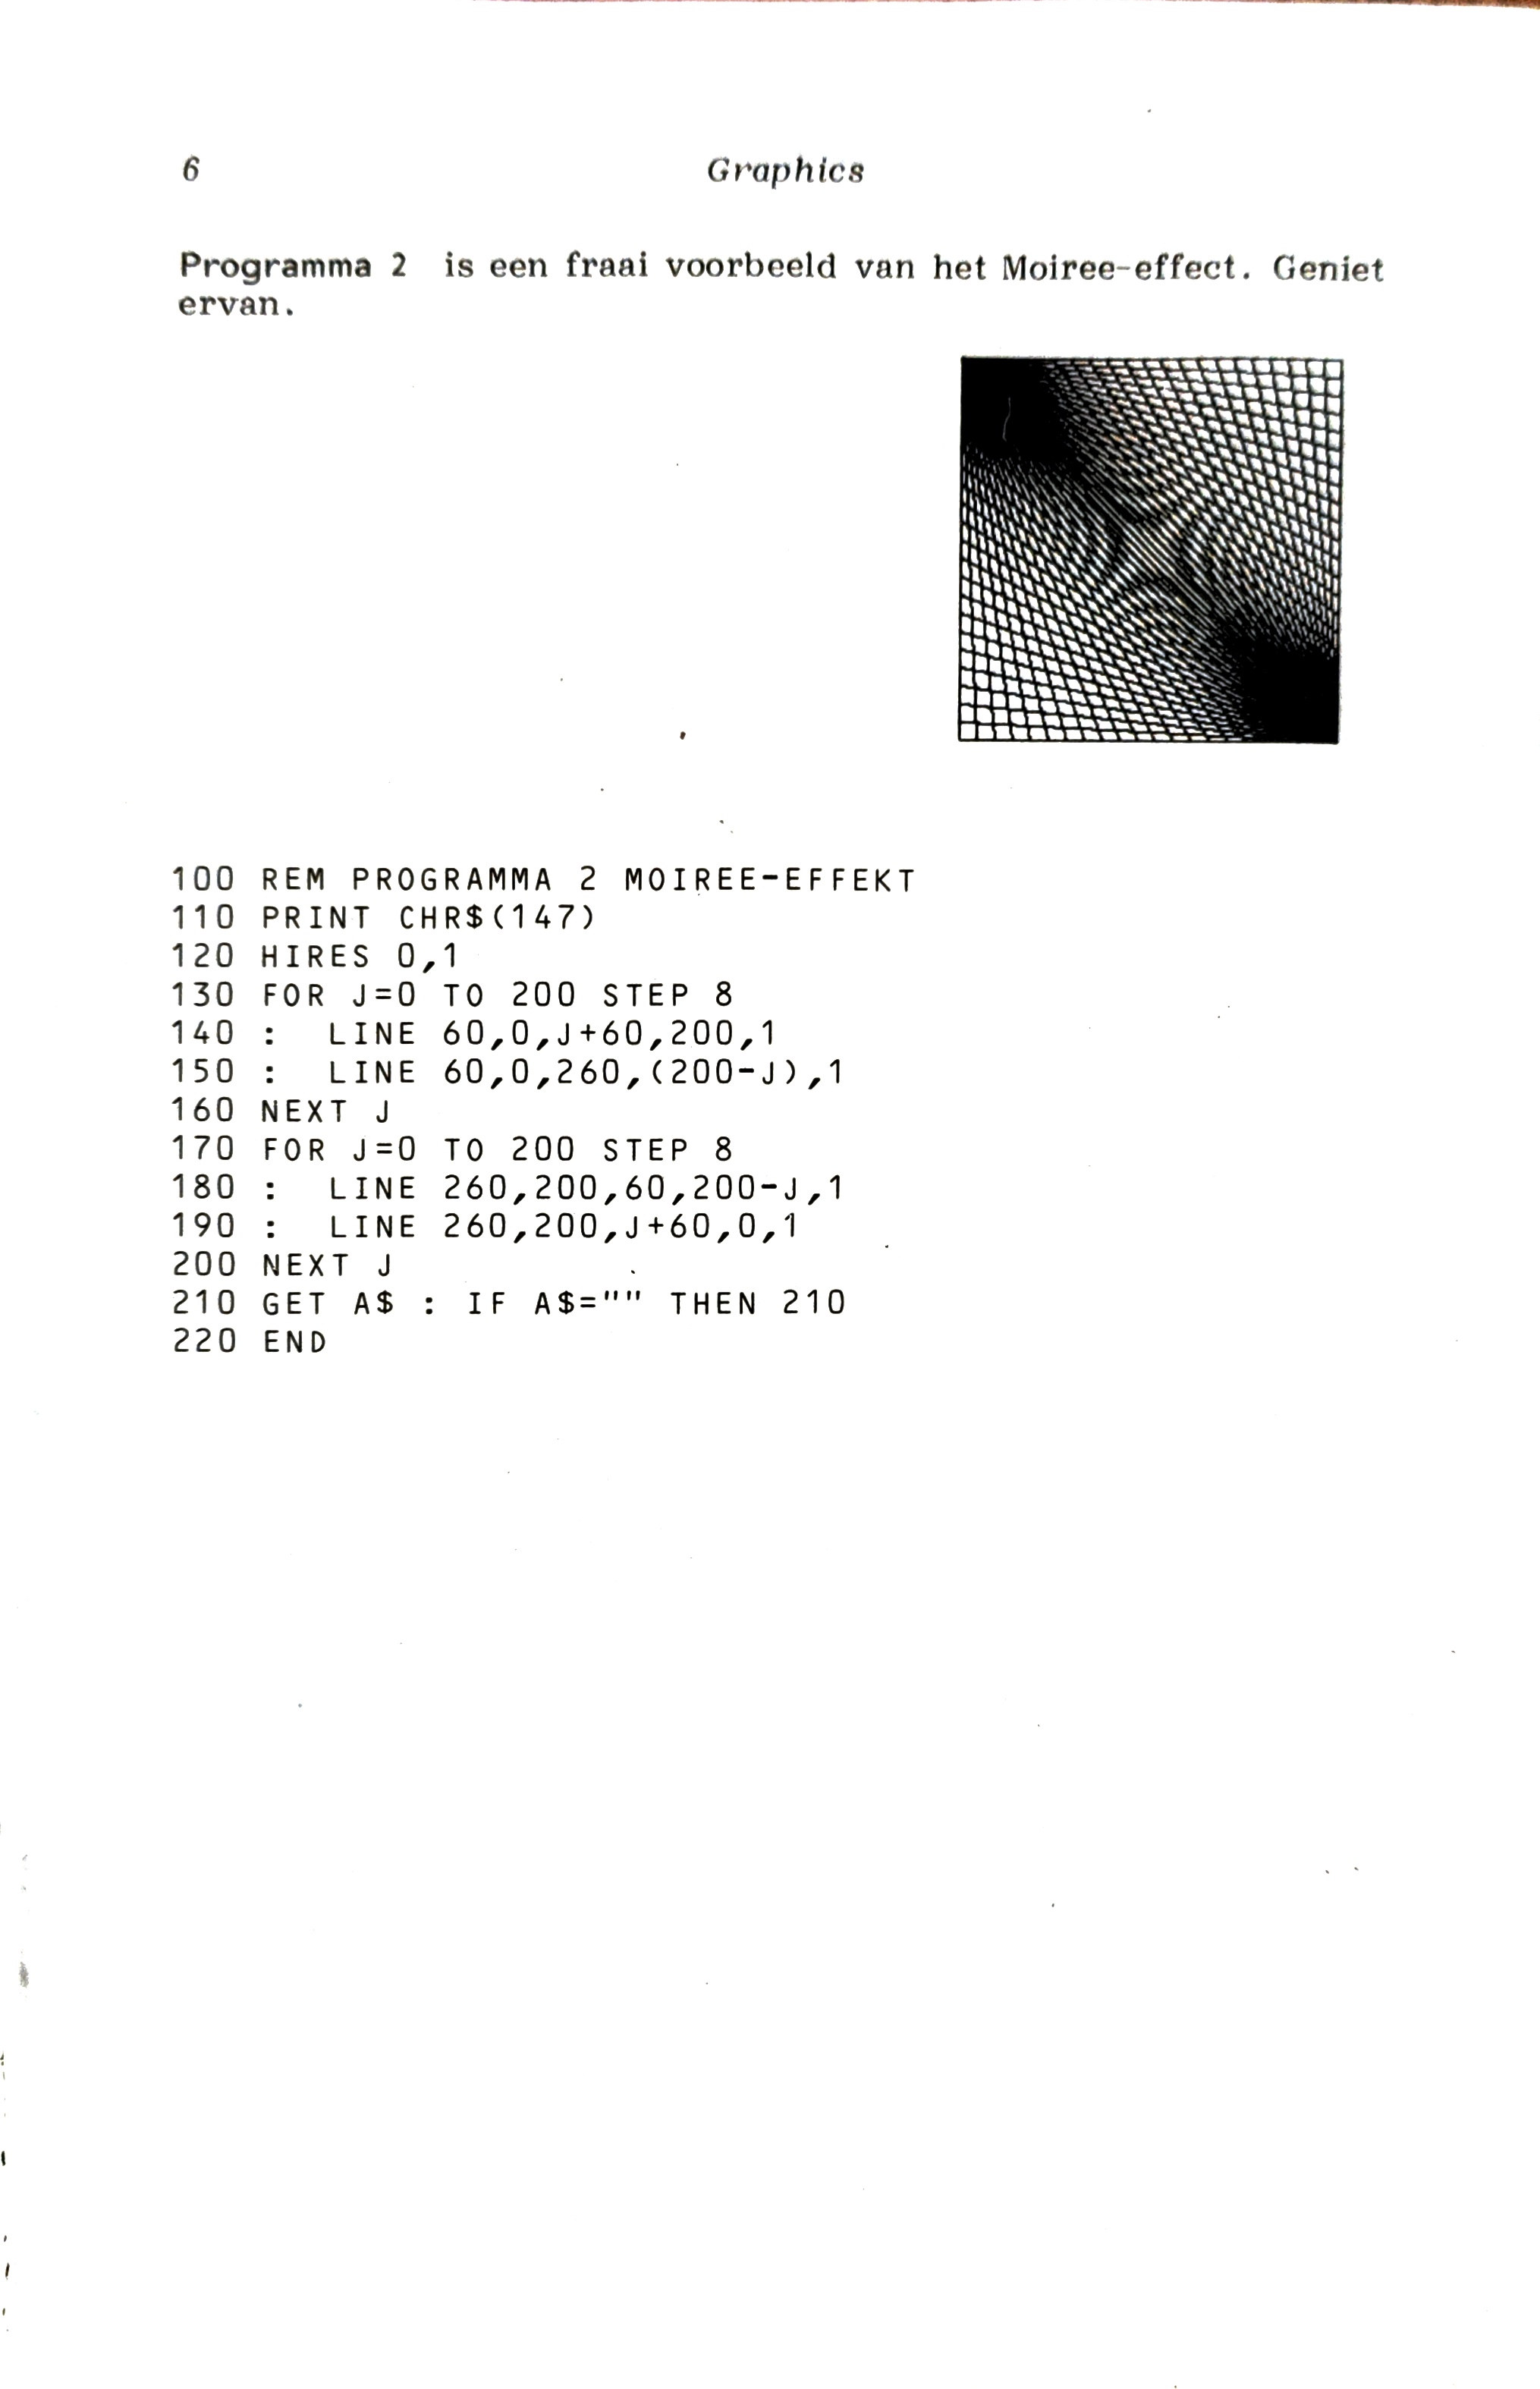 6 Graphics
Programma 2 is een fraai voorbeeld van het Moiree-effect. Geniet
ervan.
100 REM PROGRAMMA 2 MOIREE-EFFEKT
110 PRINT CHR$(147)
120 HIRES 0,1
130 FOR J=0 TO 200 STEP 8
140 :  LINE 60,0,J+60,200,1
150 :  LINE 60,0,260,(200-J),1
160 NEXT J
170 FOR J=0 TO 200 STEP 8
180 :  LINE 260,200,60,200-J,1
190 :  LINE 260,200,J+60,0,1
200 NEXT J
210 GET A$ : IF A$="" THEN 210
220 END